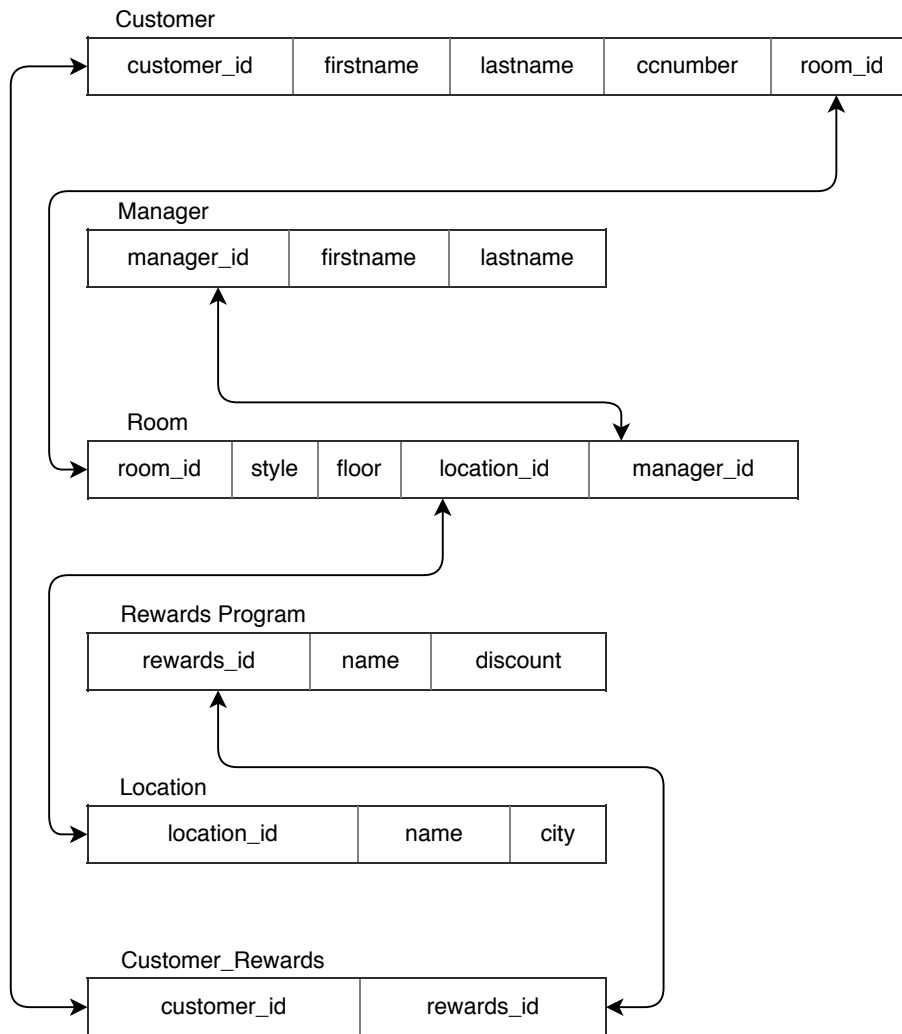 Customer
customer_id firstname lastname ccnumber room_id
Manager
manager_id firstname lastname
Room
room_id style floor location_id manager_id
Rewards Program
rewards_id name discount
Location
location_id name city
Customer_Rewards
customer_id rewards_id